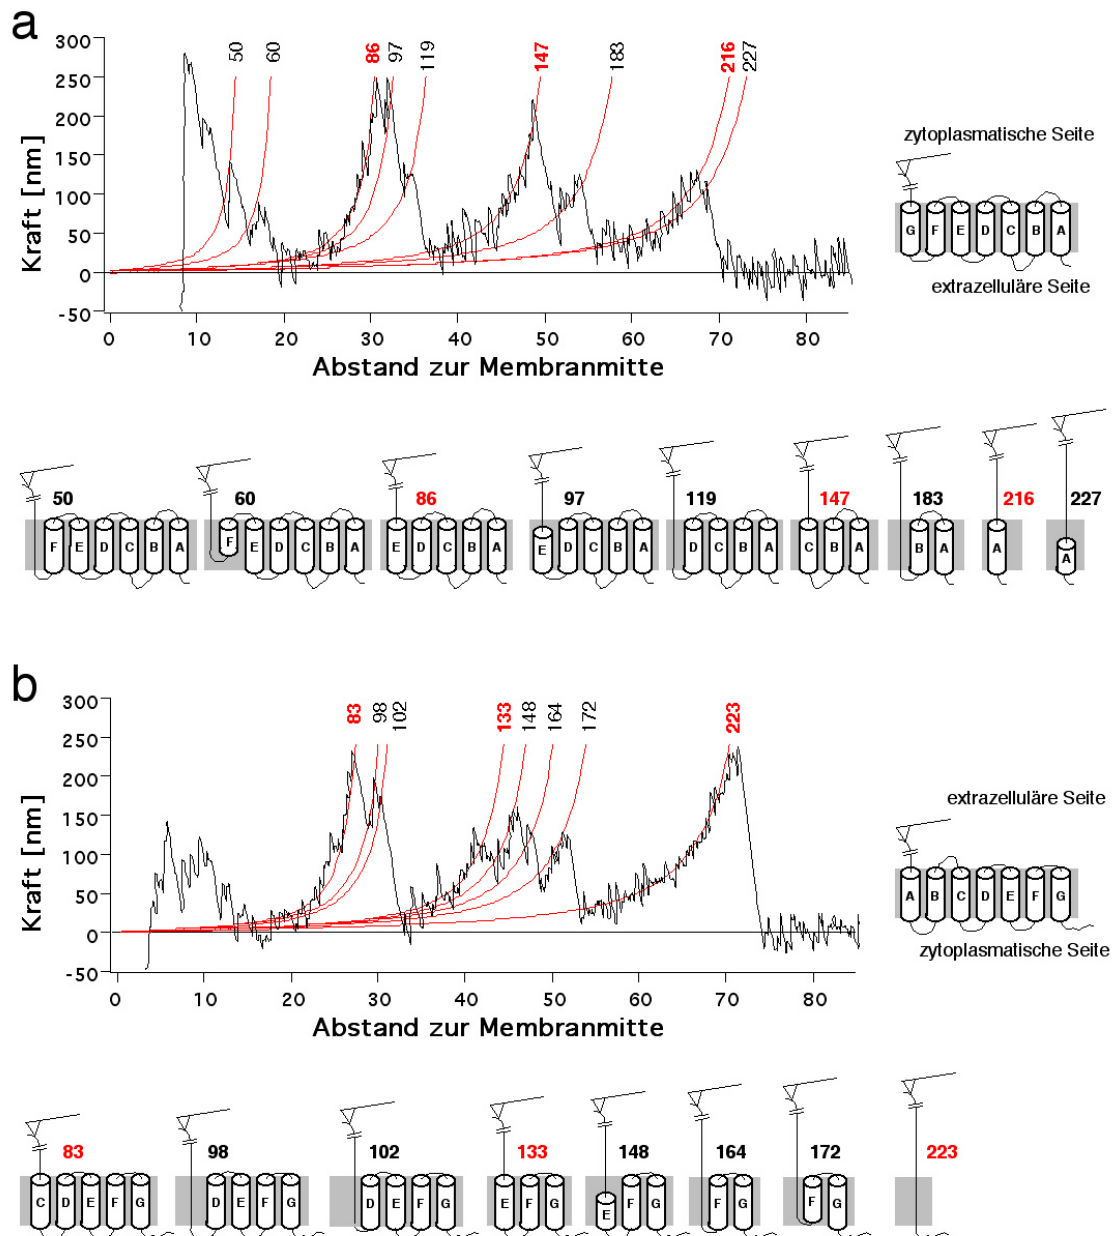 a
300
250
200
150
100
50
0
-50
Kraft [nm]
50 60 86 97 119 147 183 216 227
0 10 20 30 40 50 60 70 80
Abstand zur Membranmitte
zytoplasmatische Seite
G F E D C B A
extrazelluläre Seite
50 60 86 97 119 147 183 216 227
F E D C B A
F E D C B A
E D C B A
E D C B A
D C B A
C B A
B A
A
A
b
300
250
200
150
100
50
0
-50
Kraft [nm]
83 98 102 133 148 164 172 223
0 10 20 30 40 50 60 70 80
Abstand zur Membranmitte
extrazelluläre Seite
A B C D E F G
zytoplasmatische Seite
83 98 102 133 148 164 172 223
C D E F G
D E F G
D E F G
E F G
E F G
F G
F G